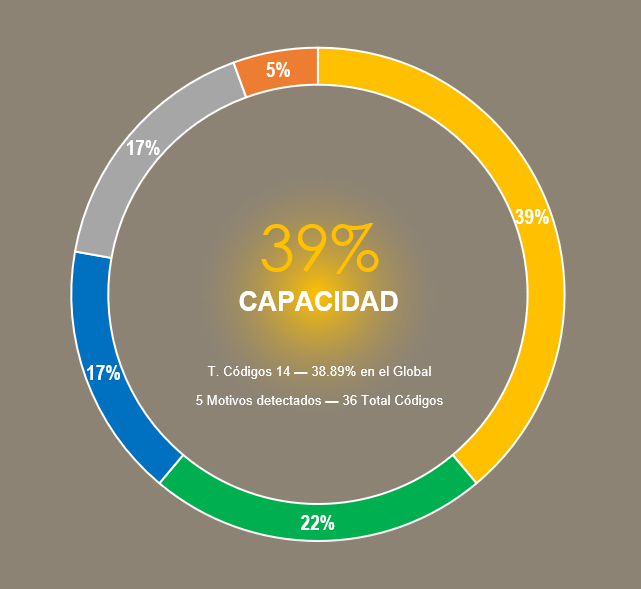 5%
17%
39%
39%
CAPACIDAD
T. Códigos 14 — 38.89% en el Global
17%
5 Motivos detectados — 36 Total Códigos
22%